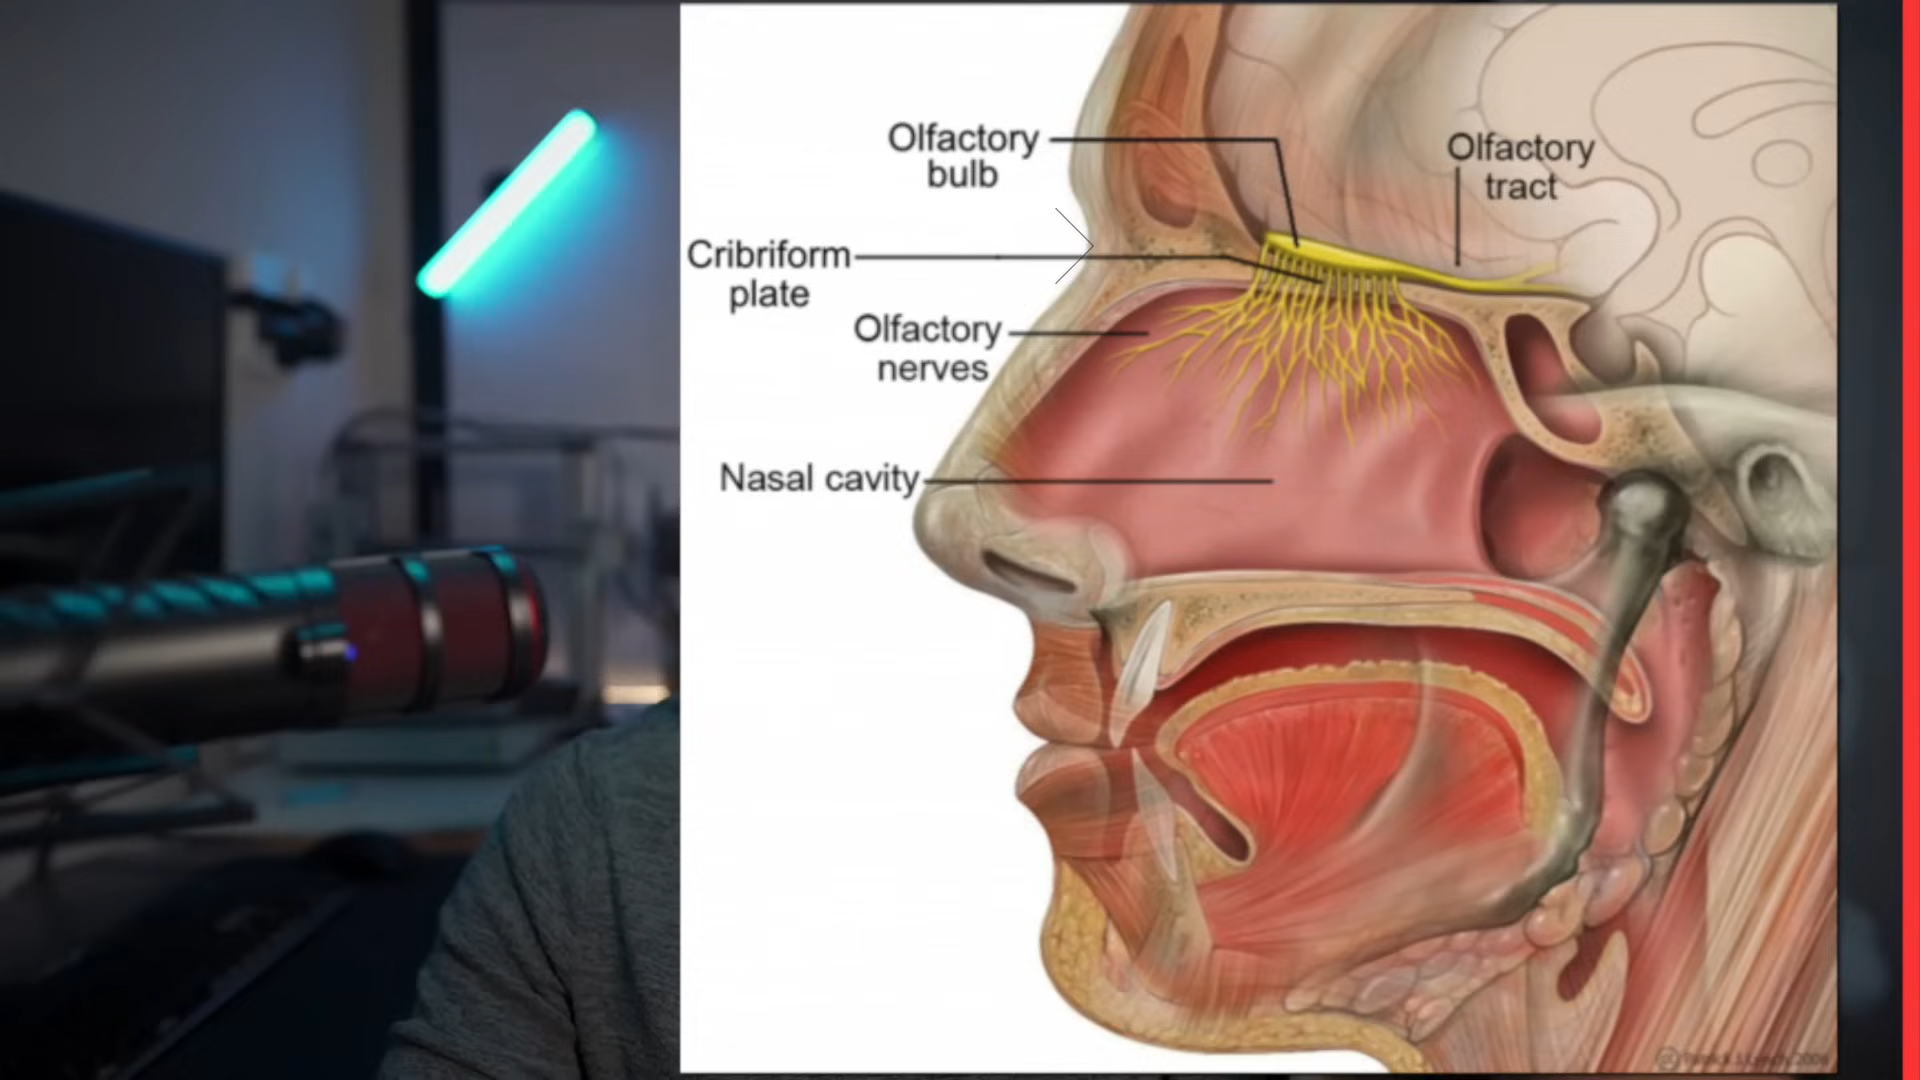 Olfactory
bulb
Olfactory
tract
Cribriform
plate
Olfactory
nerves
Nasal cavity